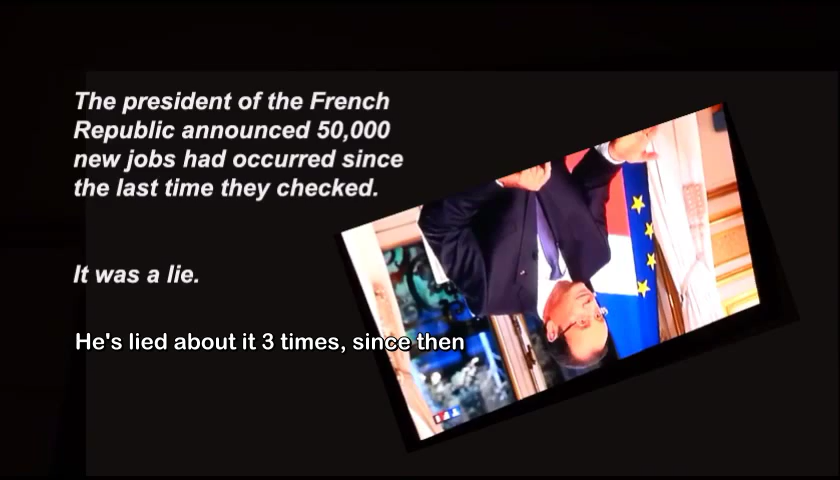 The president of the French
Republic announced 50,000
new jobs had occurred since
the last time they checked.
It was a lie.
He's lied about it 3 times, since then